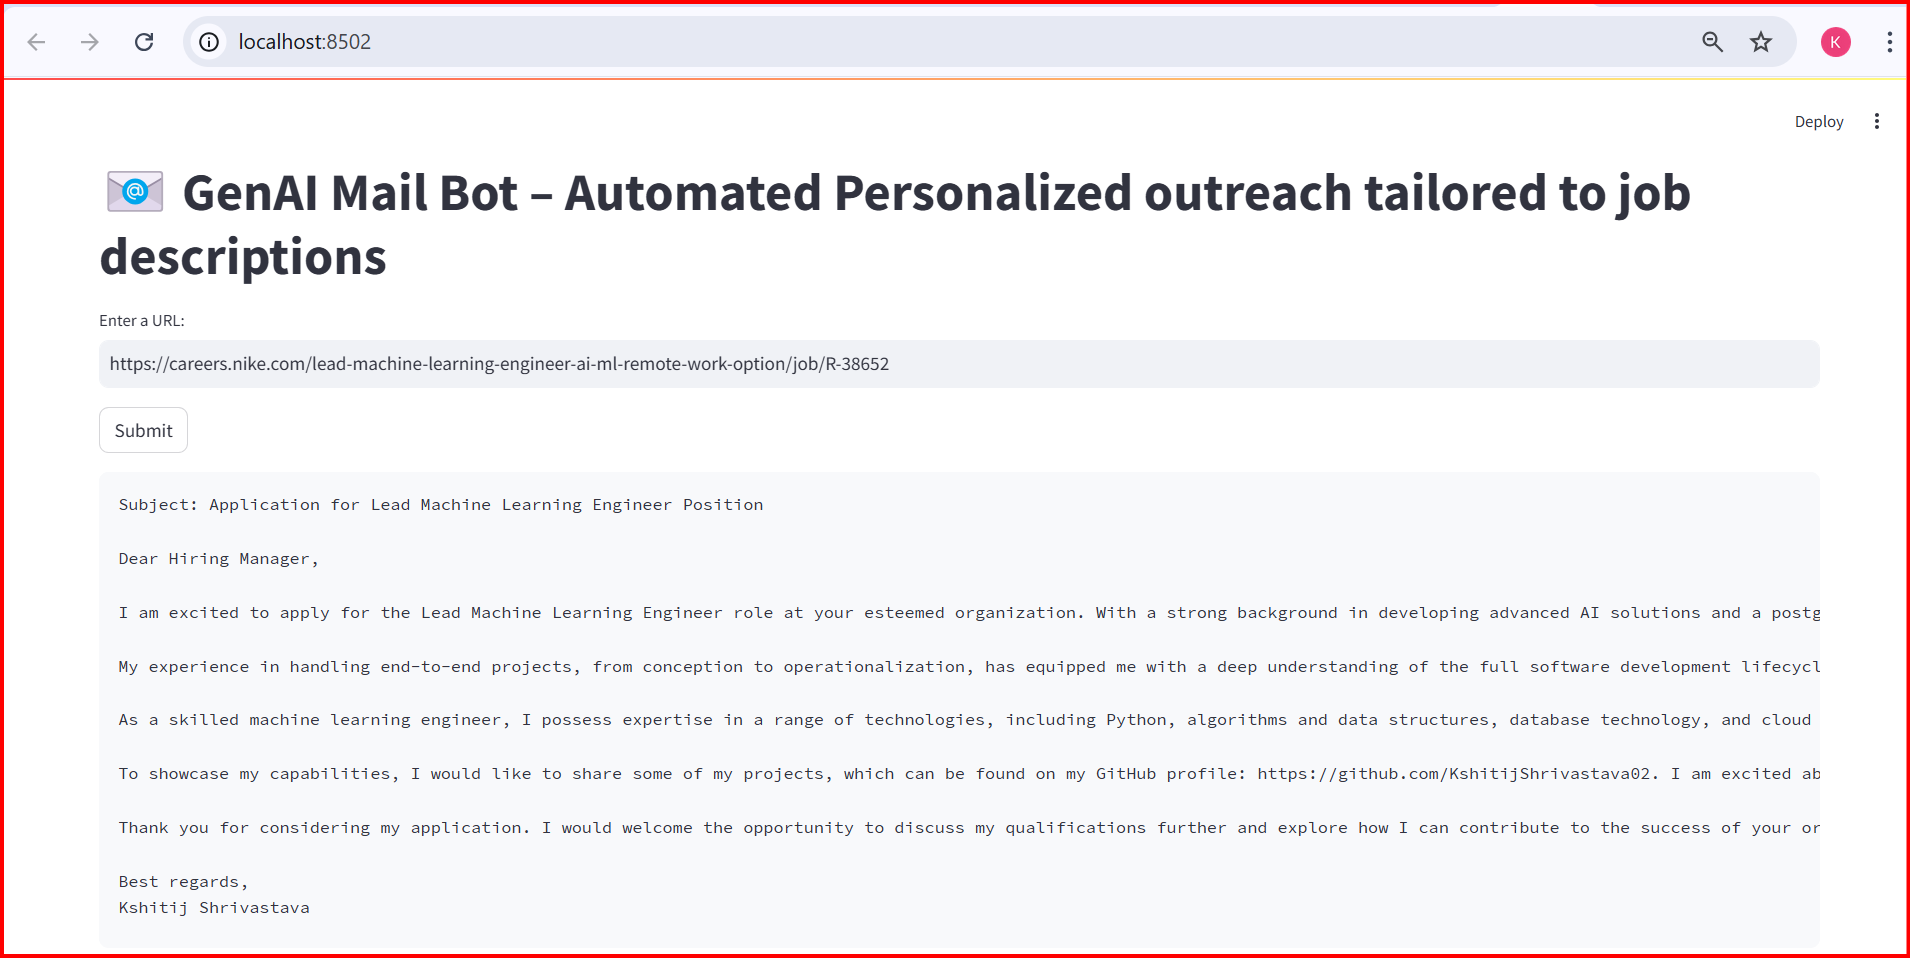 localhost:8502
K
Deploy
GenAI Mail Bot – Automated Personalized outreach tailored to job
descriptions
Enter a URL:
https://careers.nike.com/lead-machine-learning-engineer-ai-ml-remote-work-option/job/R-38652
Submit
Subject: Application for Lead Machine Learning Engineer Position
Dear Hiring Manager,
I am excited to apply for the Lead Machine Learning Engineer role at your esteemed organization. With a strong background in developing advanced AI solutions and a postg
My experience in handling end-to-end projects, from conception to operationalization, has equipped me with a deep understanding of the full software development lifecycl
As a skilled machine learning engineer, I possess expertise in a range of technologies, including Python, algorithms and data structures, database technology, and cloud
To showcase my capabilities, I would like to share some of my projects, which can be found on my GitHub profile: https://github.com/KshitijShrivastava02. I am excited ab
Thank you for considering my application. I would welcome the opportunity to discuss my qualifications further and explore how I can contribute to the success of your or
Best regards,
Kshitij Shrivastava